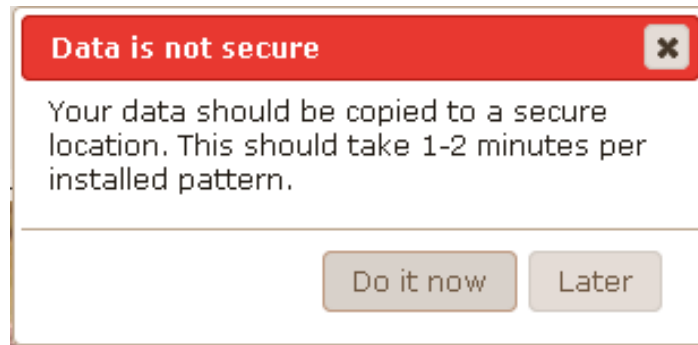 Data is not secure
Your data should be copied to a secure
location. This should take 1-2 minutes per
installed pattern.
Do it now
Later